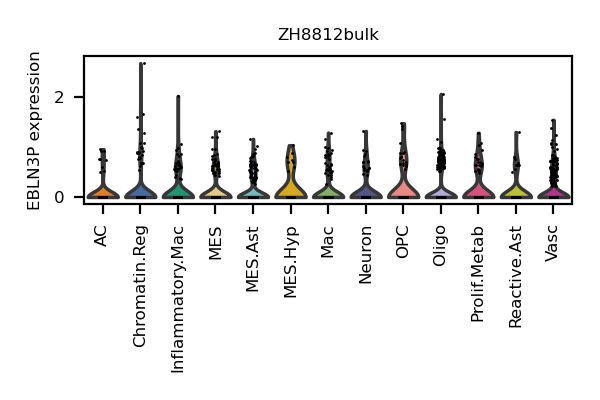 ZH8812bulk
EBLN3P expression
2
0
AC
Chromatin.Reg
Inflammatory.Mac
MES
MES.Ast
MES.Hyp
Mac
Neuron
OPC
Oligo
Prolif.Metab
Reactive.Ast
Vasc